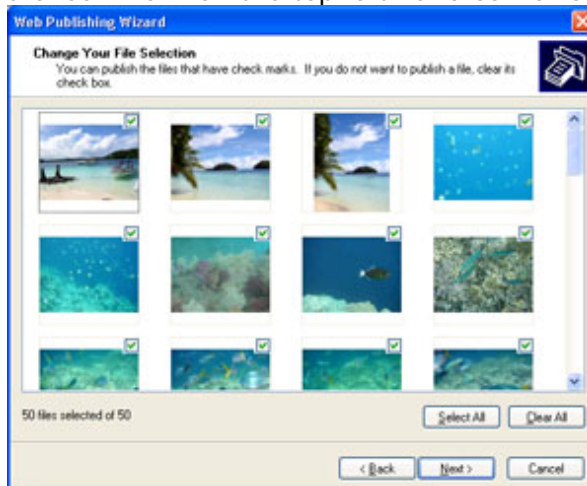 Web Publishing Wizard
Change Your File Selection
You can publish the files that have check marks. If you do not want to publish a file, clear its
check box.
50 files selected of 50
Select All
Clear All
< Back
Next >
Cancel